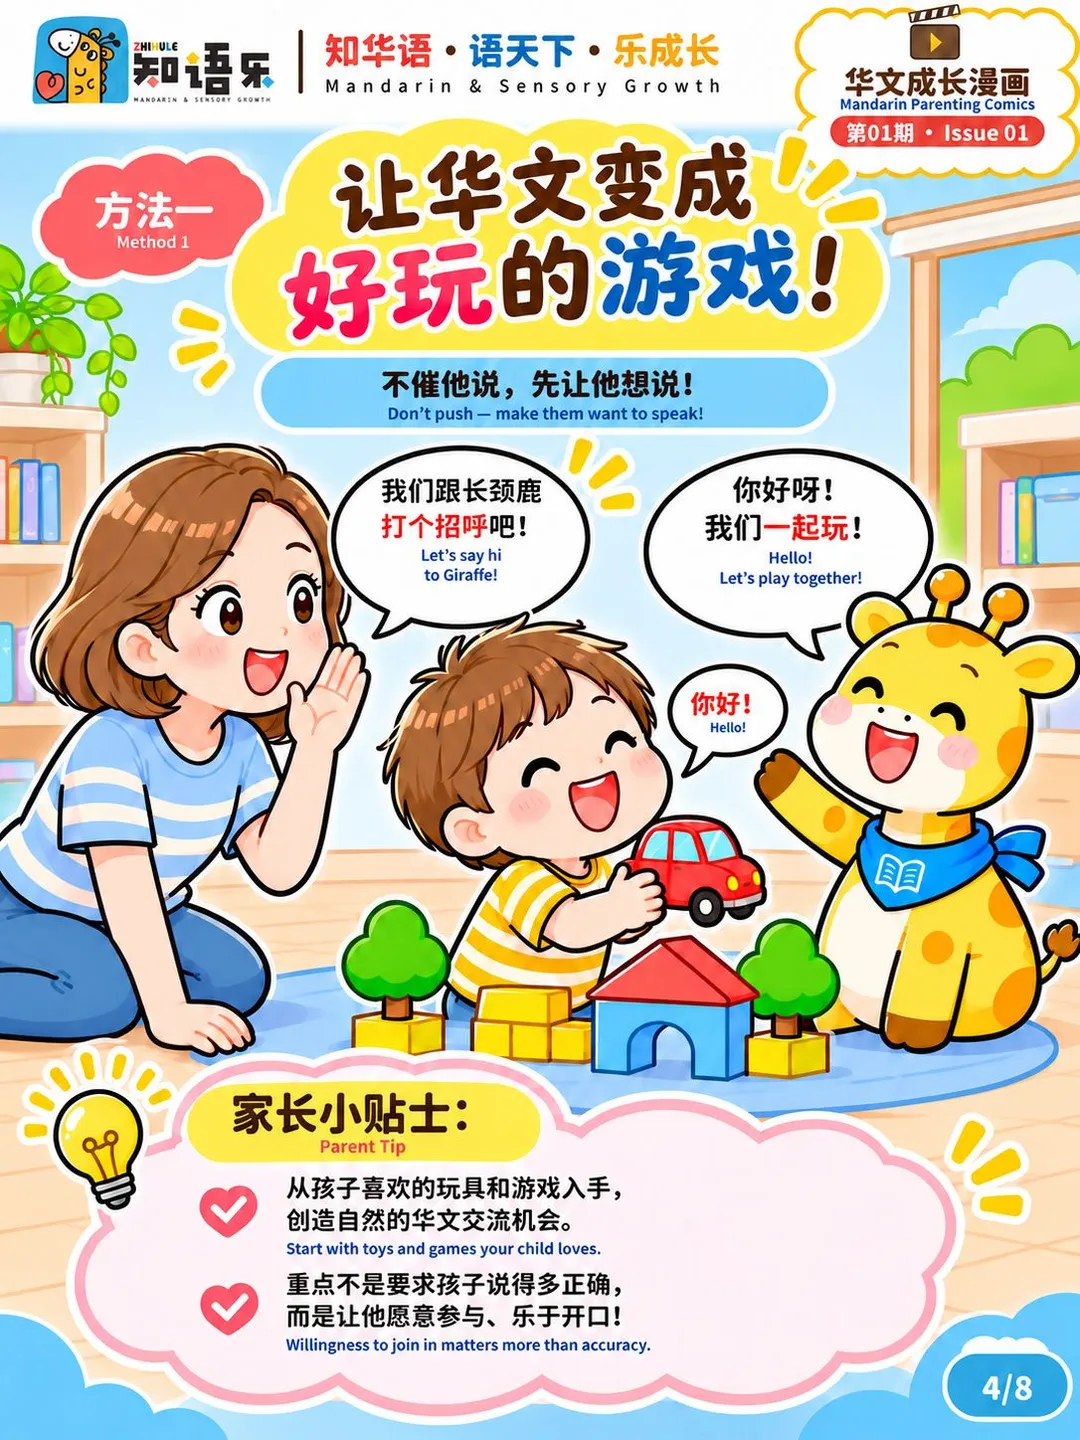 ZHIHULE
知语乐
MANDARIN & SENSORY GROWTH
知华语・语天下・乐成长
Mandarin & Sensory Growth
华文成长漫画
Mandarin Parenting Comics
第01期 • Issue 01
方法一
Method 1
让华文变成
好玩的游戏!
不催他说，先让他想说！
Don't push — make them want to speak!
我们跟长颈鹿
打个招呼吧！
Let's say hi
to Giraffe!
你好呀！
我们一起玩！
Hello!
Let's play together!
你好！
Hello!
家长小贴士：
Parent Tip
从孩子喜欢的玩具和游戏入手，
创造自然的华文交流机会。
Start with toys and games your child loves.
重点不是要求孩子说得多正确，
而是让他愿意参与、乐于开口！
Willingness to join in matters more than accuracy.
4/8